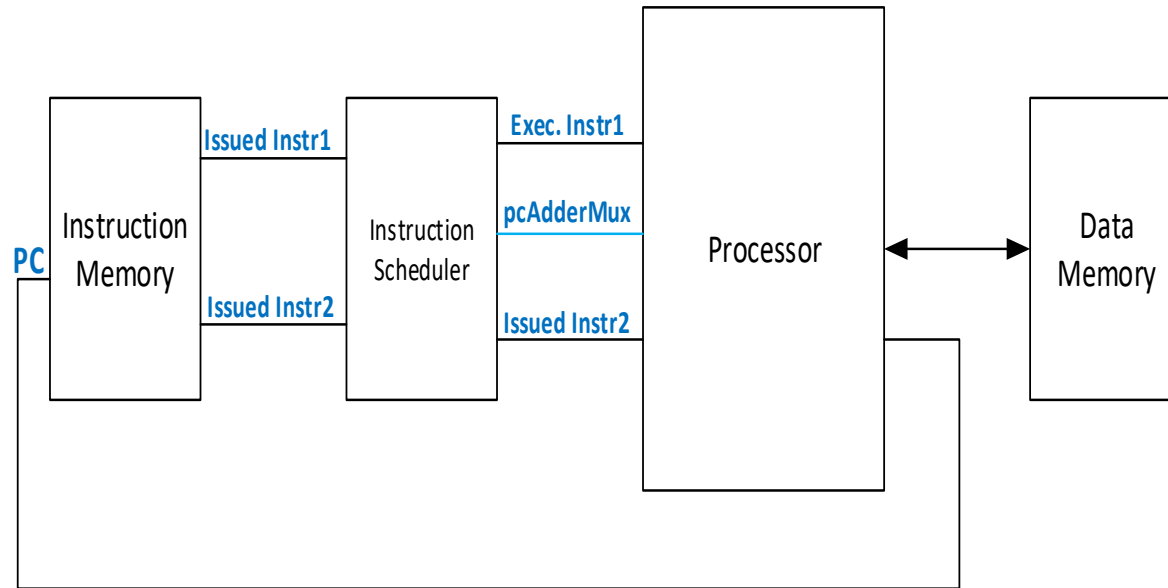 Issued Instr1
Exec. Instr1
pcAdderMux
PC
Instruction
Memory
Instruction
Scheduler
Processor
Data
Memory
Issued Instr2
Issued Instr2